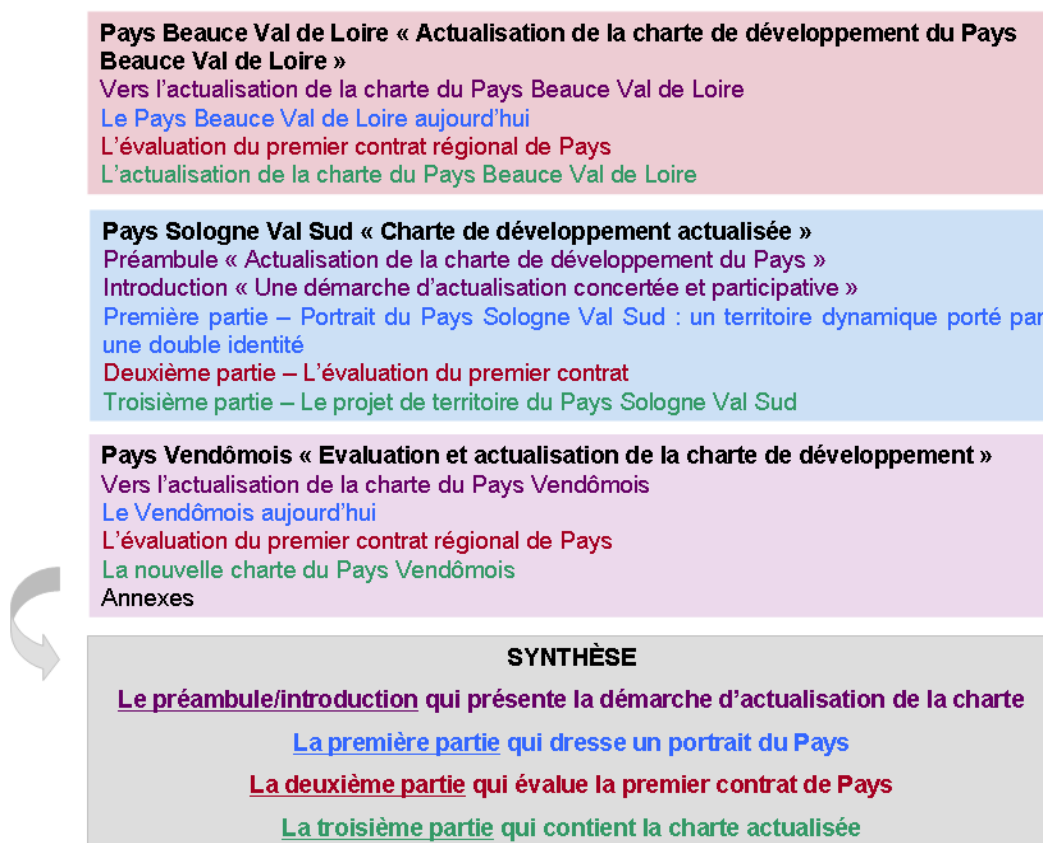 Pays Beauce Val de Loire « Actualisation de la charte de développement du Pays
Beauce Val de Loire »
Vers l'actualisation de la charte du Pays Beauce Val de Loire
Le Pays Beauce Val de Loire aujourd'hui
L'évaluation du premier contrat régional de Pays
L'actualisation de la charte du Pays Beauce Val de Loire
Pays Sologne Val Sud « Charte de développement actualisée »
Préambule « Actualisation de la charte de développement du Pays »
Introduction « Une démarche d'actualisation concertée et participative »
Première partie – Portrait du Pays Sologne Val Sud : un territoire dynamique porté par
une double identité
Deuxième partie – L'évaluation du premier contrat
Troisième partie – Le projet de territoire du Pays Sologne Val Sud
Pays Vendômois « Evaluation et actualisation de la charte de développement »
Vers l'actualisation de la charte du Pays Vendômois
Le Vendômois aujourd'hui
L'évaluation du premier contrat régional de Pays
La nouvelle charte du Pays Vendômois
Annexes
SYNTHÈSE
Le préambule/introduction qui présente la démarche d'actualisation de la charte
La première partie qui dresse un portrait du Pays
La deuxième partie qui évalue la premier contrat de Pays
La troisième partie qui contient la charte actualisée